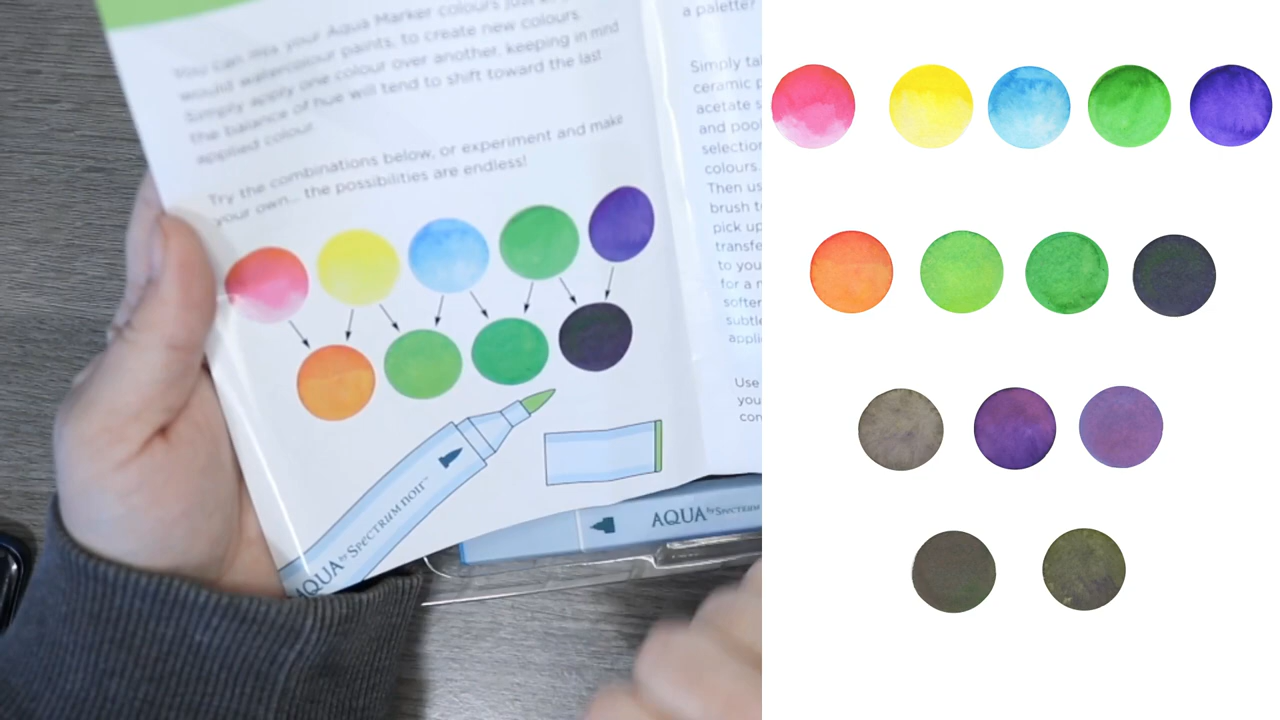 You can mix your Aqua Marker colours just as you
would watercolour paints, to create new colours.
Simply apply one colour over another, keeping in mind
the balance of hue will tend to shift toward the last
applied colour.
Try the combinations below, or experiment and make
your own... the possibilities are endless!
AQUA by SPECTRUM NOIR™
AQUA by SPECTRUM
a palette?
Simply tal
ceramic p
acetate s
and pool
selection
colours.
Then us
brush to
pick up
transfe
to you
for a m
softer
subtle
appli
Use
you
con